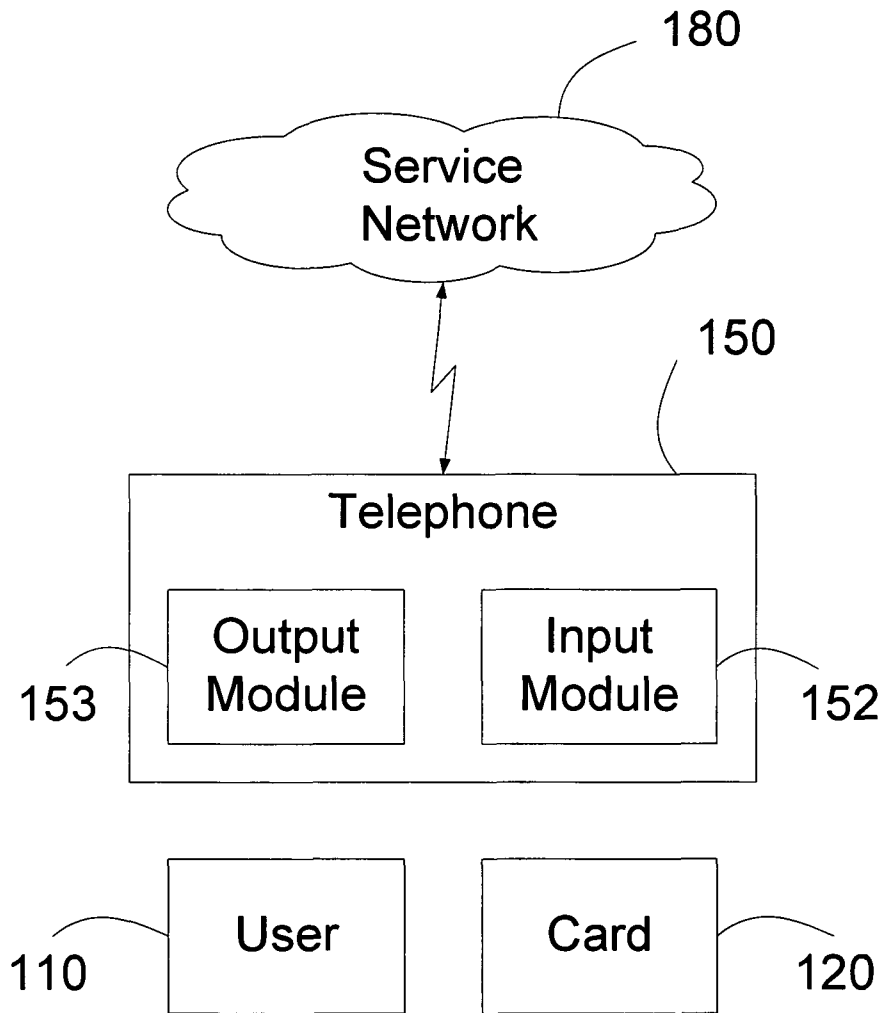 180
Service
Network
150
Telephone
Output
Module
Input
Module
153
152
User
Card
110
120